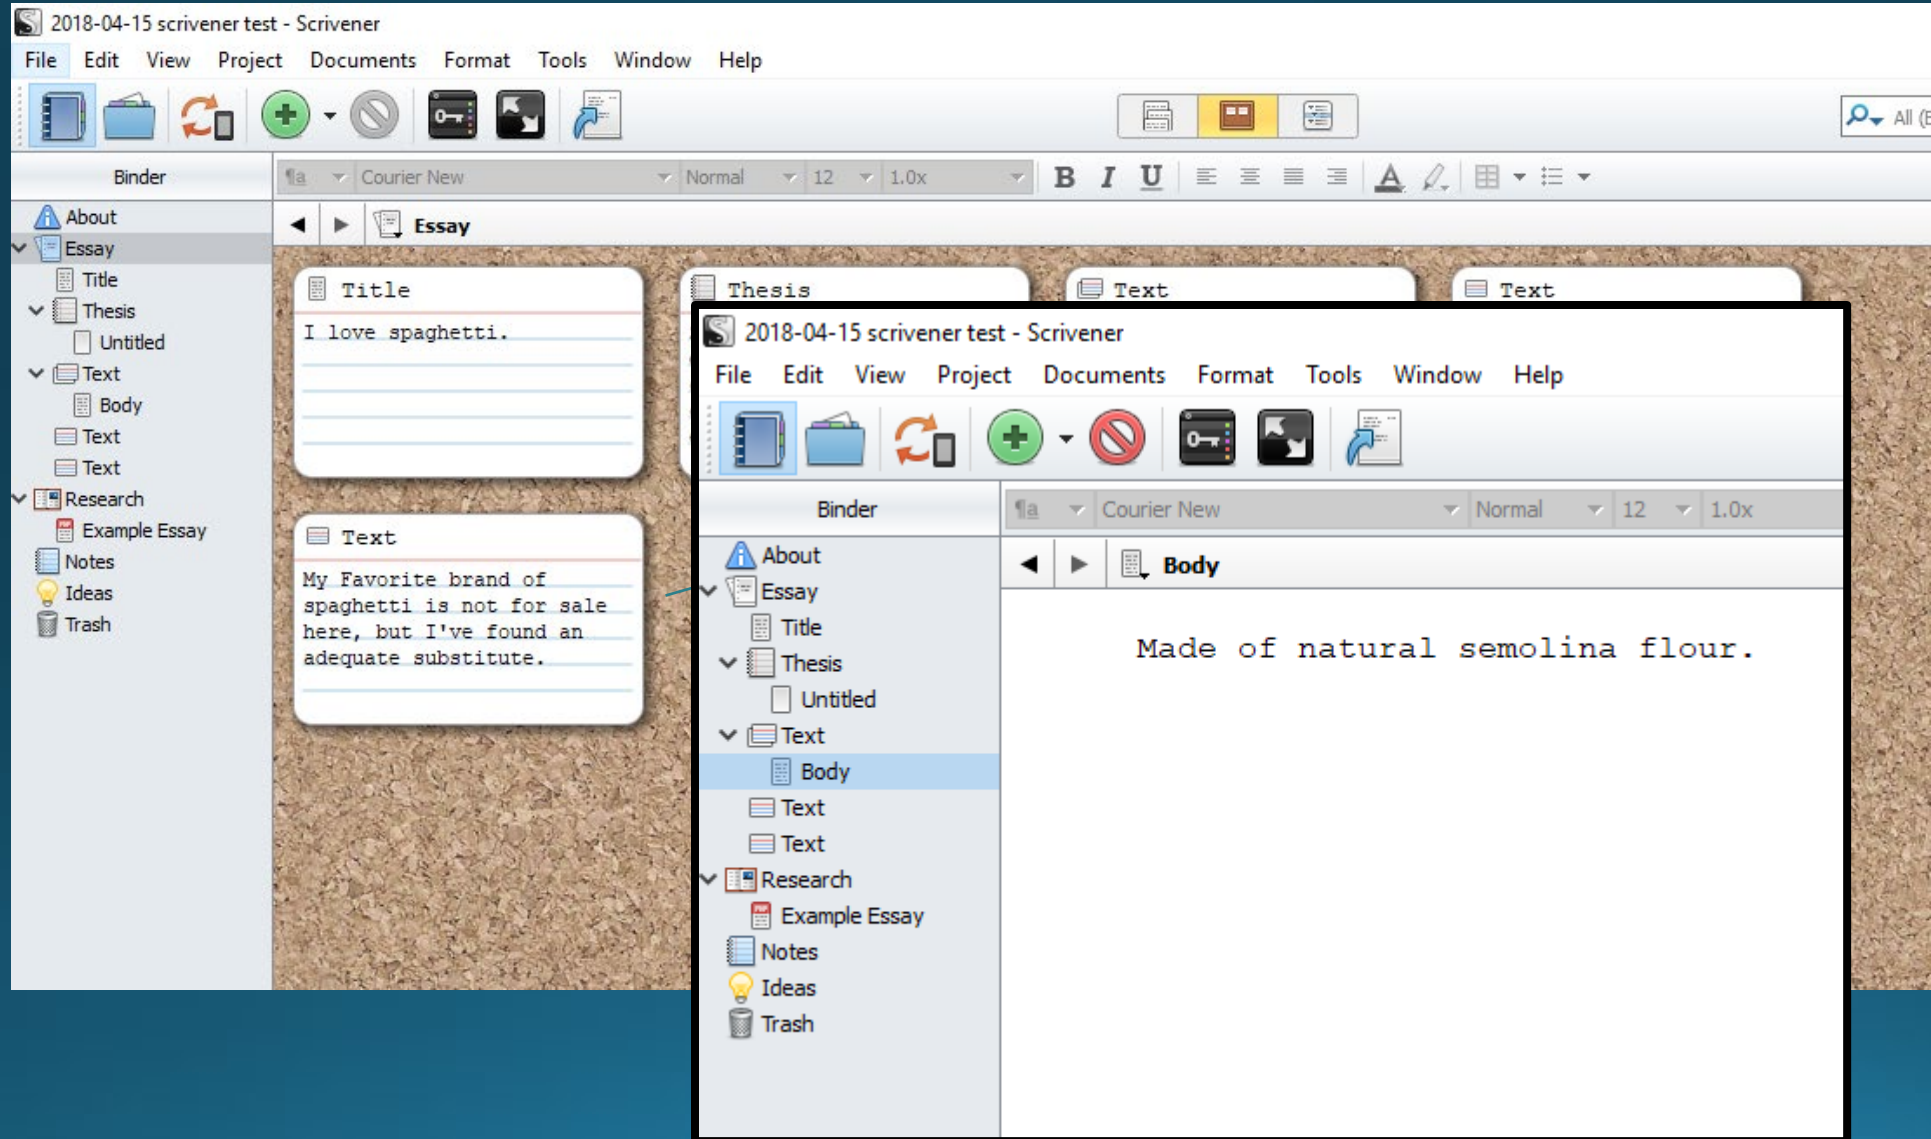 2018-04-15 scrivener test - Scrivener
File Edit View Project Documents Format Tools Window Help
All (E
Binder
¶a Courier New Normal 12 1.0x B I U A
About
Essay
Title
Thesis
Untitled
Text
Body
Text
Text
Research
Example Essay
Notes
Ideas
Trash
Essay
Title
I love spaghetti.
Thesis
Text
Text
Text
My Favorite brand of
spaghetti is not for sale
here, but I've found an
adequate substitute.
2018-04-15 scrivener test - Scrivener
File Edit View Project Documents Format Tools Window Help
Binder
¶a Courier New Normal 12 1.0x
About
Essay
Title
Thesis
Untitled
Text
Body
Text
Text
Research
Example Essay
Notes
Ideas
Trash
Body
Made of natural semolina flour.